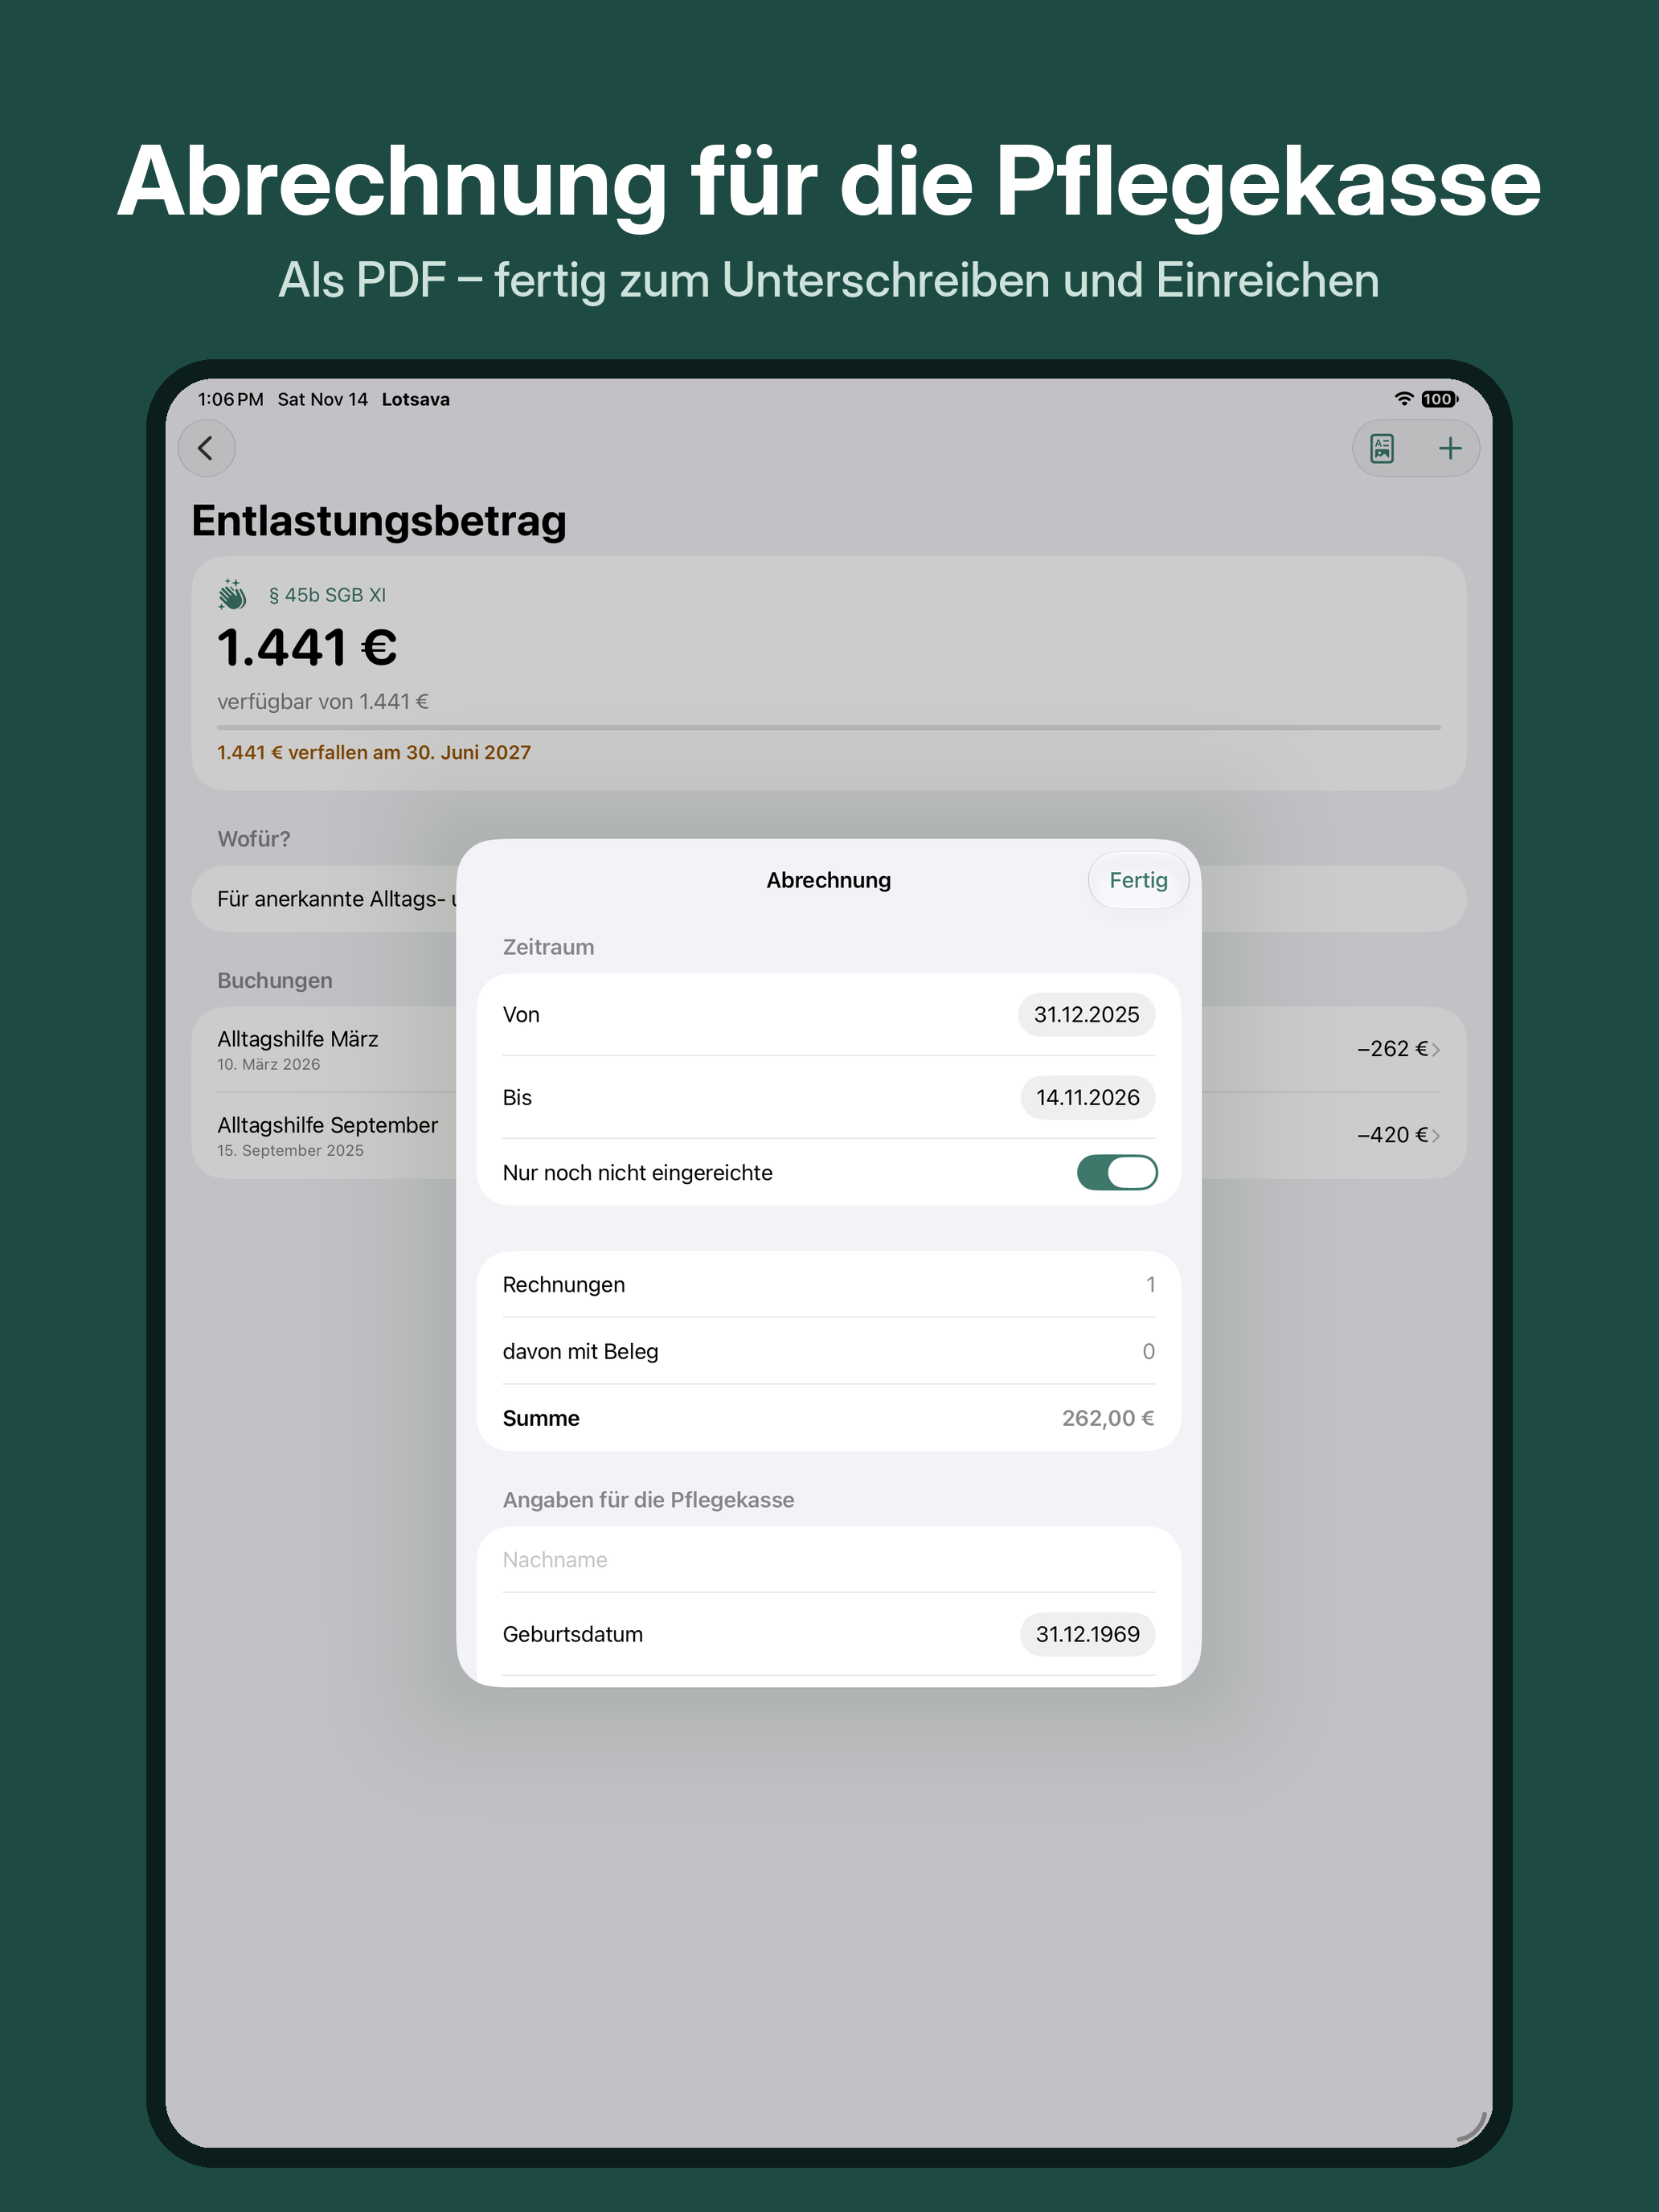 Abrechnung für die Pflegekasse
Als PDF – fertig zum Unterschreiben und Einreichen
1:06 PM Sat Nov 14 Lotsava
100
Entlastungsbetrag
§ 45b SGB XI
1.441 €
verfügbar von 1.441 €
1.441 € verfallen am 30. Juni 2027
Wofür?
Für anerkannte Alltags-
Buchungen
Alltagshilfe März
10. März 2026
–262 €
Alltagshilfe September
15. September 2025
–420 €
Abrechnung
Fertig
Zeitraum
Von 31.12.2025
Bis 14.11.2026
Nur noch nicht eingereichte
Rechnungen 1
davon mit Beleg 0
Summe 262,00 €
Angaben für die Pflegekasse
Nachname
Geburtsdatum 31.12.1969